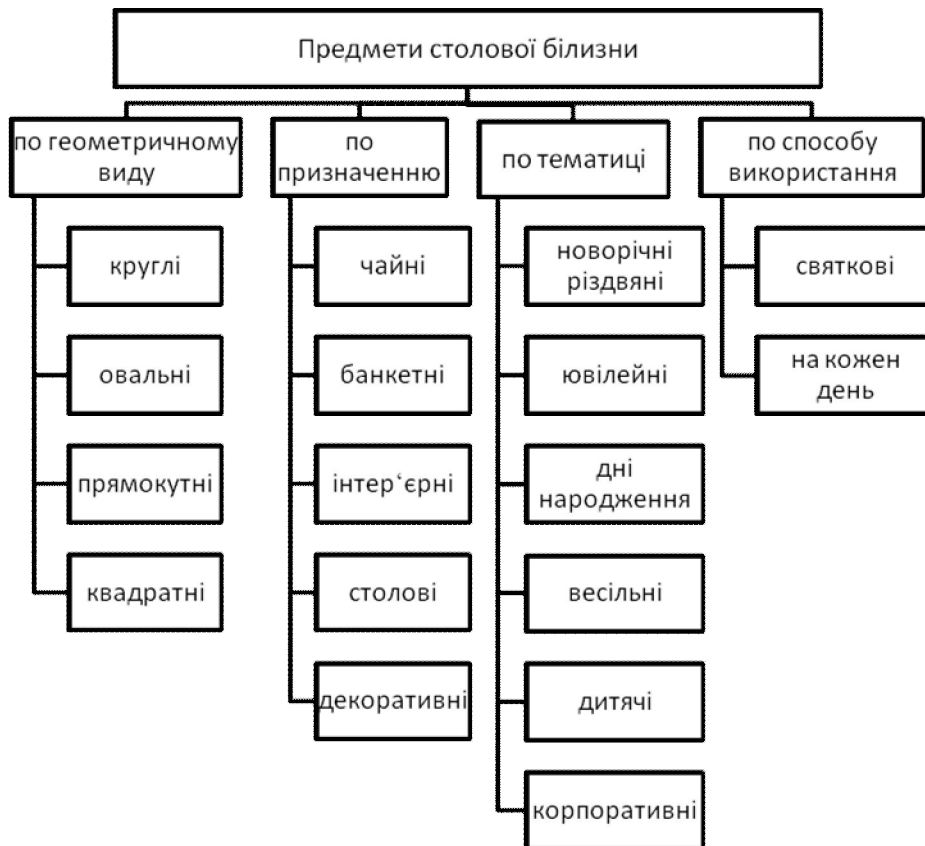 Предмети столової білизни
по геометричному
виду
круглі
овальні
прямокутні
квадратні
по
призначенню
чайні
банкетні
інтер‘єрні
столові
декоративні
по тематиці
новорічні
різдвяні
ювілейні
дні
народження
весільні
дитячі
корпоративні
по способу
використання
святкові
на кожен
день